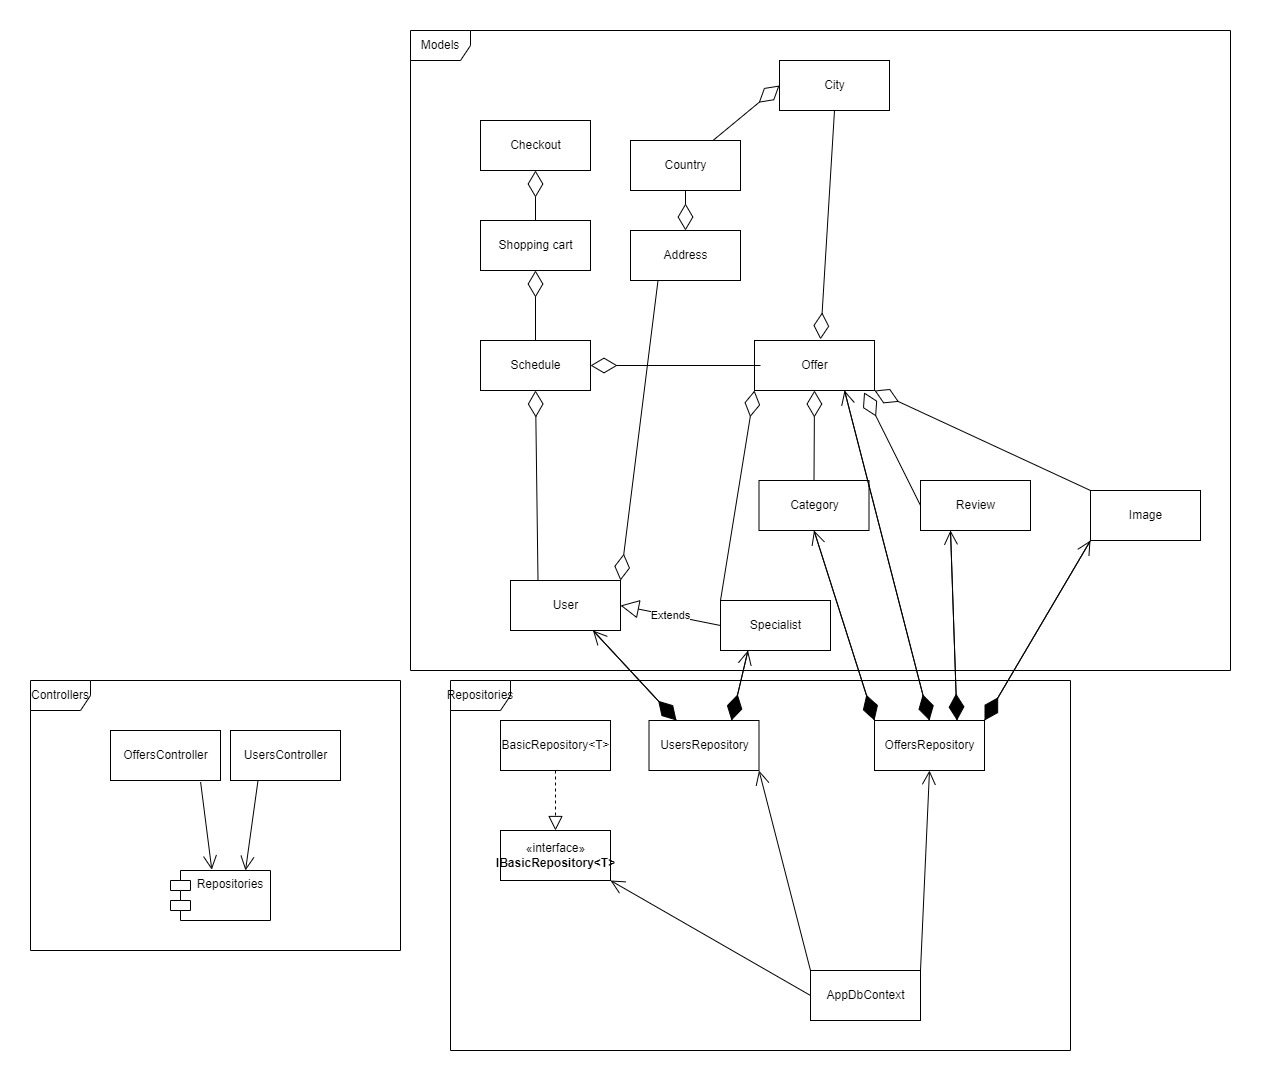 Models
City
Checkout
Country
Shopping cart
Address
Schedule
Offer
Category
Review
Image
User
Extends
Specialist
Controllers
Repositories
OffersController
UsersController
BasicRepository<T>
UsersRepository
OffersRepository
«interface»
IBasicRepository<T>
Repositories
AppDbContext